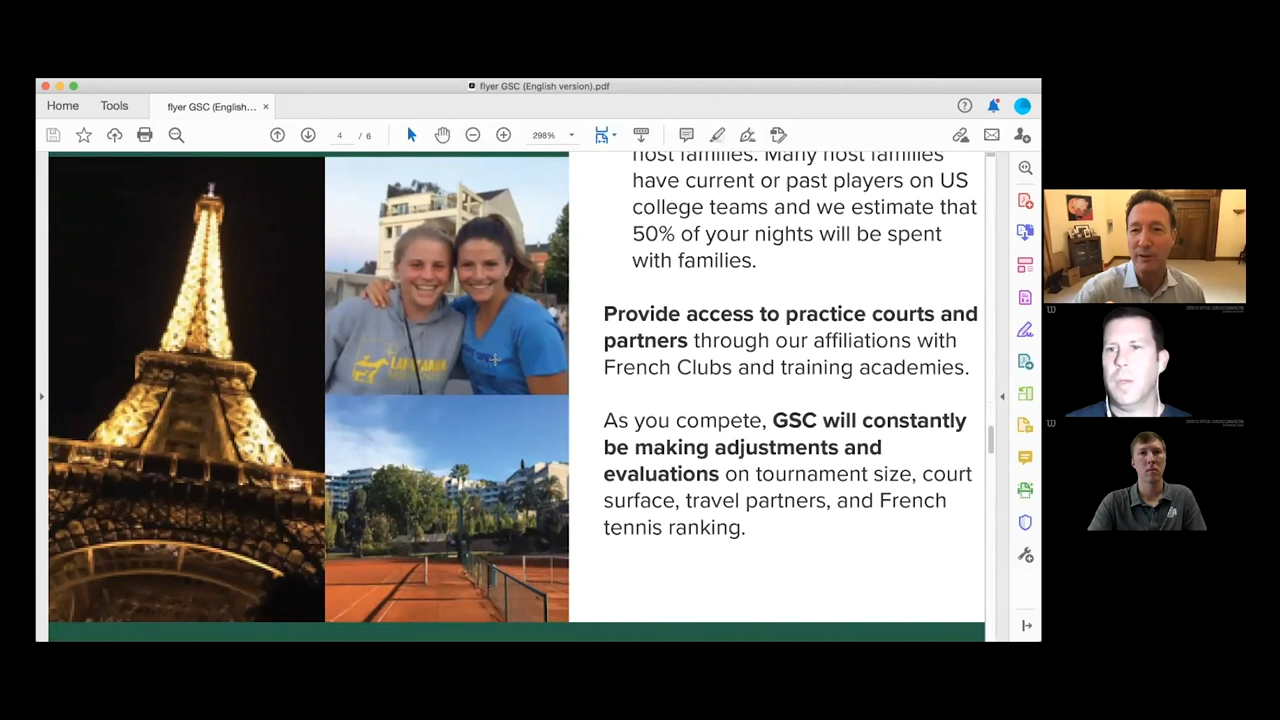 flyer GSC (English version).pdf
Home
Tools
flyer GSC (English... ×
4 / 6
298%
host families. Many host families
have current or past players on US
college teams and we estimate that
50% of your nights will be spent
with families.
Provide access to practice courts and
partners through our affiliations with
French Clubs and training academies.
As you compete, GSC will constantly
be making adjustments and
evaluations on tournament size, court
surface, travel partners, and French
tennis ranking.